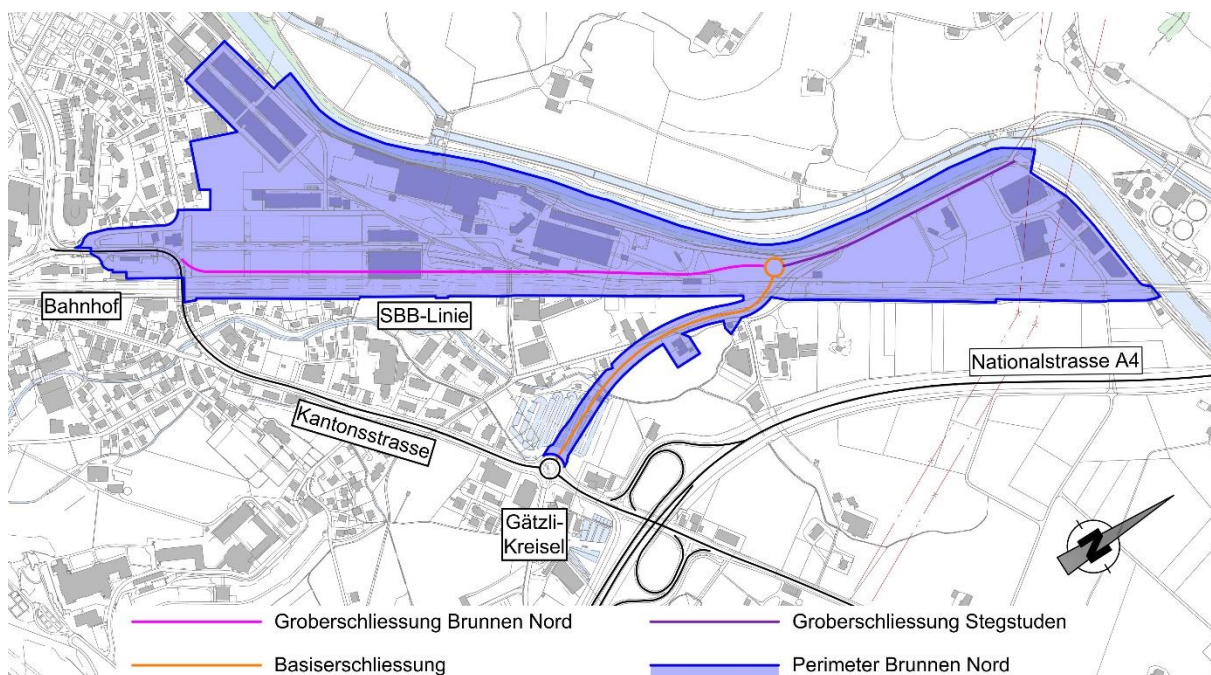 Bahnhof
SBB-Linie
Nationalstrasse A4
Kantonsstrasse
Gätzli-
Kreisel
N
Groberschliessung Brunnen Nord
Groberschliessung Stegstuden
Basiserschliessung
Perimeter Brunnen Nord